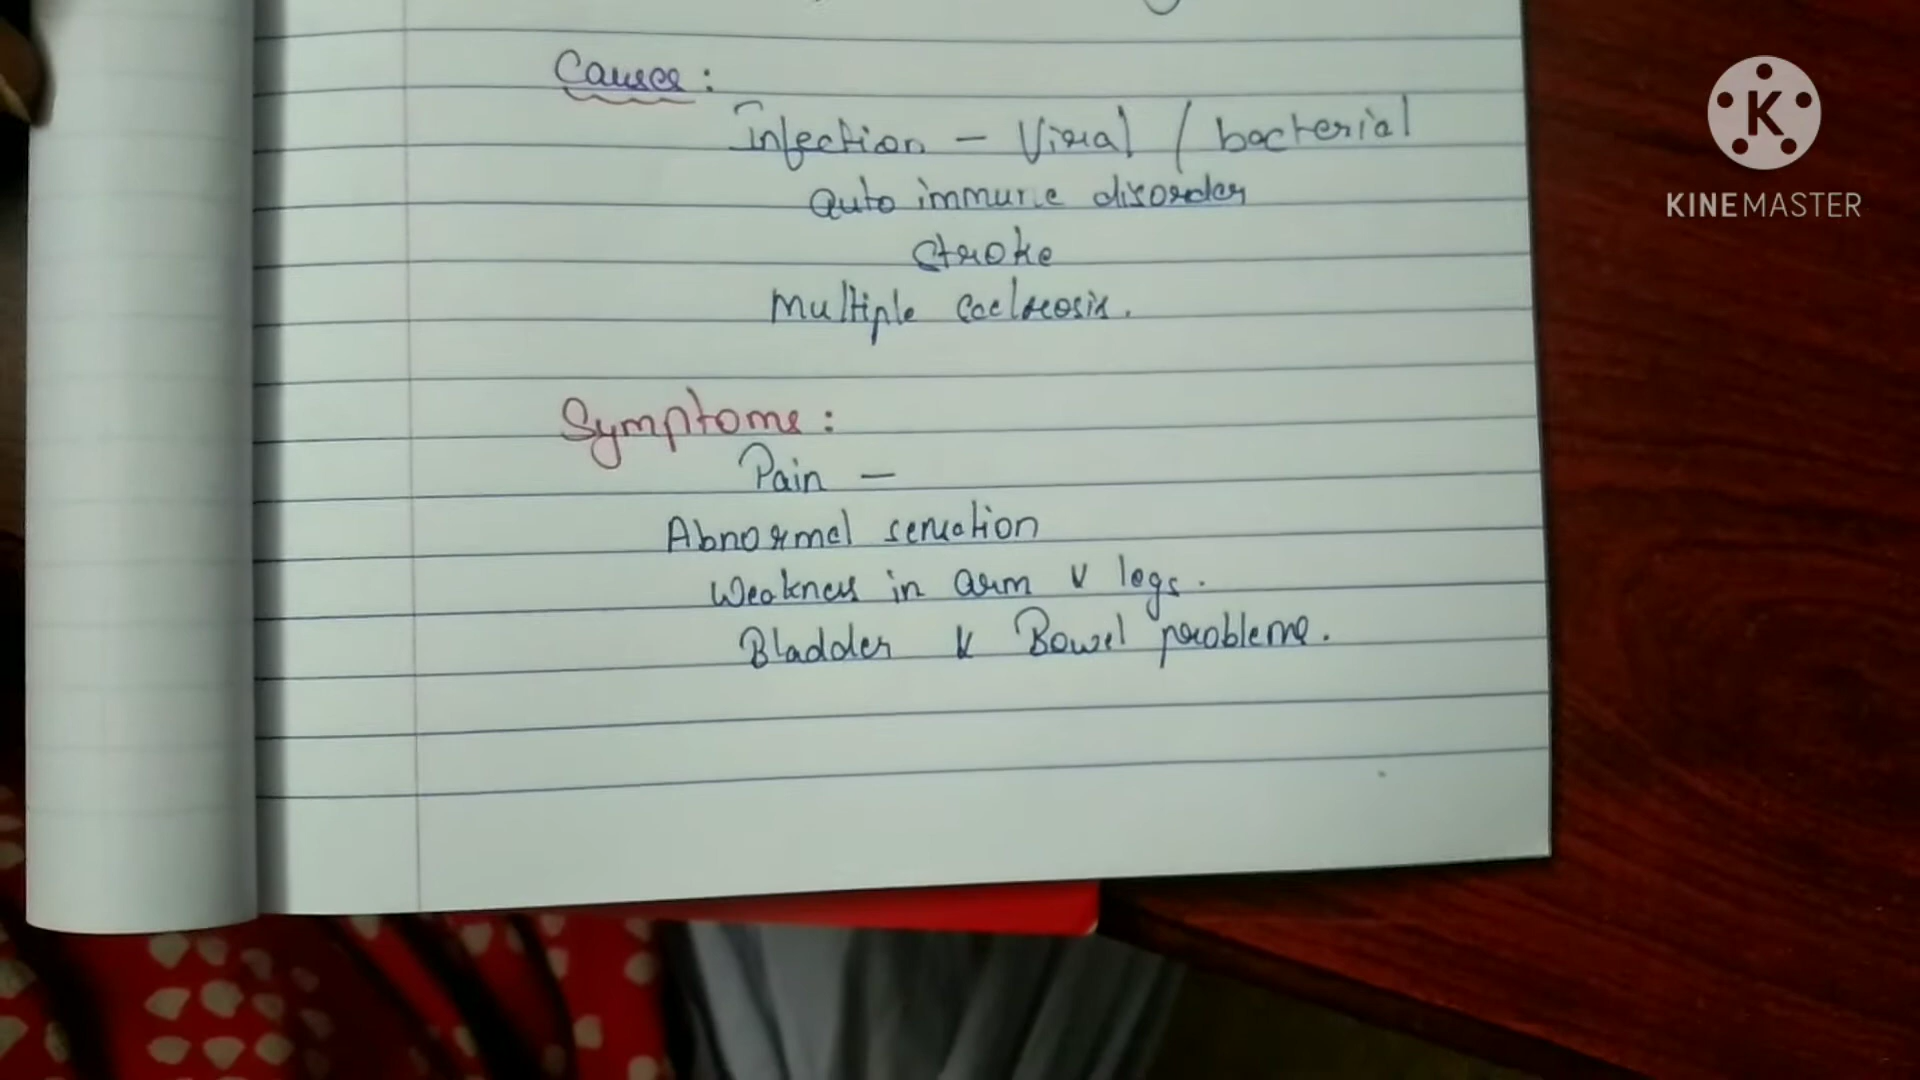 Causes :
Infection - Viral / bacterial
auto immune disorder
Stroke
Multiple Scelrosis.
Symptoms :
Pain -
Abnormal sensation
Weakness in arm & legs.
Bladder & Bowel problems.
K
KINEMASTER